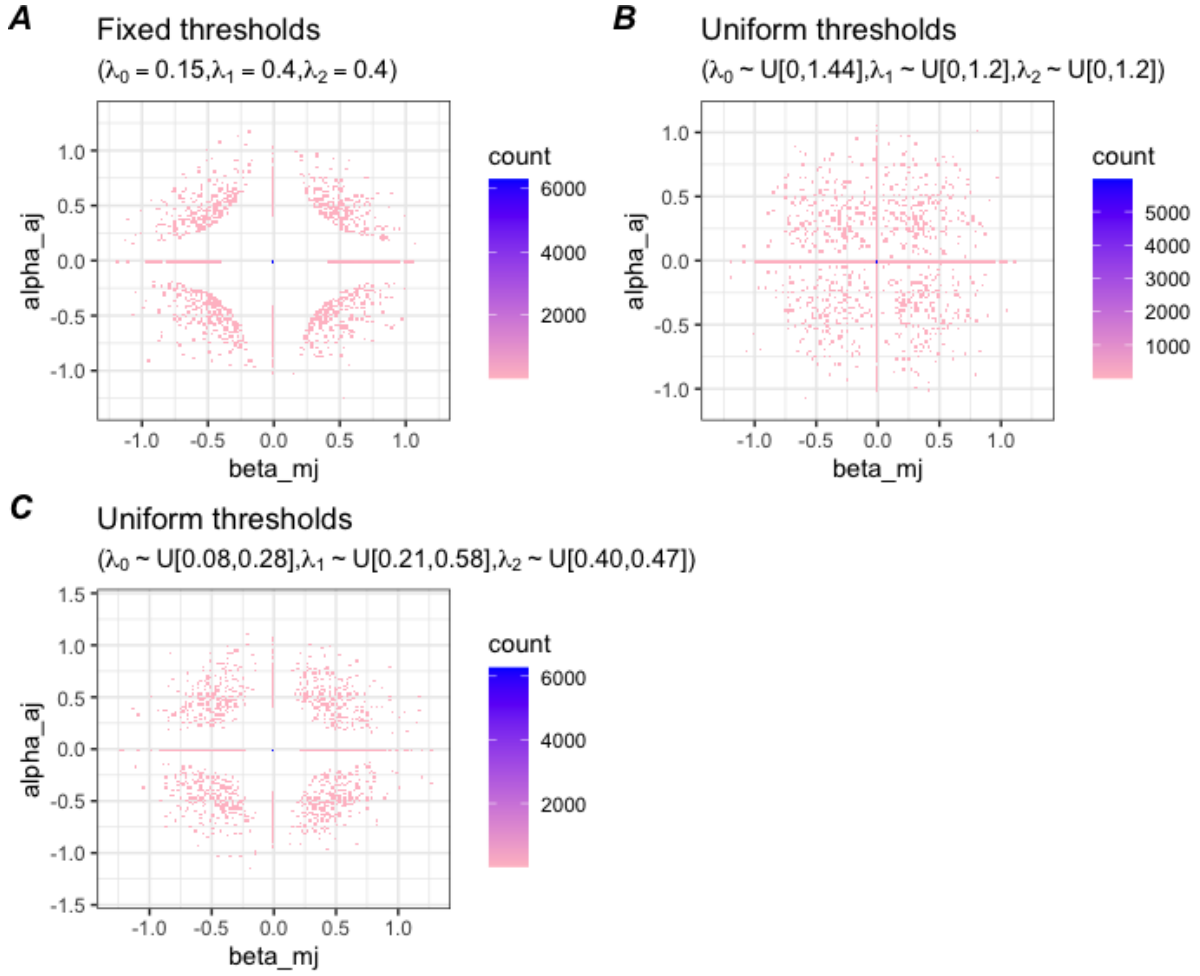 A
Fixed thresholds
(λ0 = 0.15,λ1 = 0.4,λ2 = 0.4)
1.0
0.5
0.0
-0.5
-1.0
alpha_aj
-1.0 -0.5 0.0 0.5 1.0
beta_mj
count
6000
4000
2000
B
Uniform thresholds
(λ0 ~ U[0,1.44],λ1 ~ U[0,1.2],λ2 ~ U[0,1.2])
1.0
0.5
0.0
-0.5
-1.0
alpha_aj
-1.0 -0.5 0.0 0.5 1.0
beta_mj
count
5000
4000
3000
2000
1000
C
Uniform thresholds
(λ0 ~ U[0.08,0.28],λ1 ~ U[0.21,0.58],λ2 ~ U[0.40,0.47])
1.5
1.0
0.5
0.0
-0.5
-1.0
-1.5
alpha_aj
-1.0 -0.5 0.0 0.5 1.0
beta_mj
count
6000
4000
2000